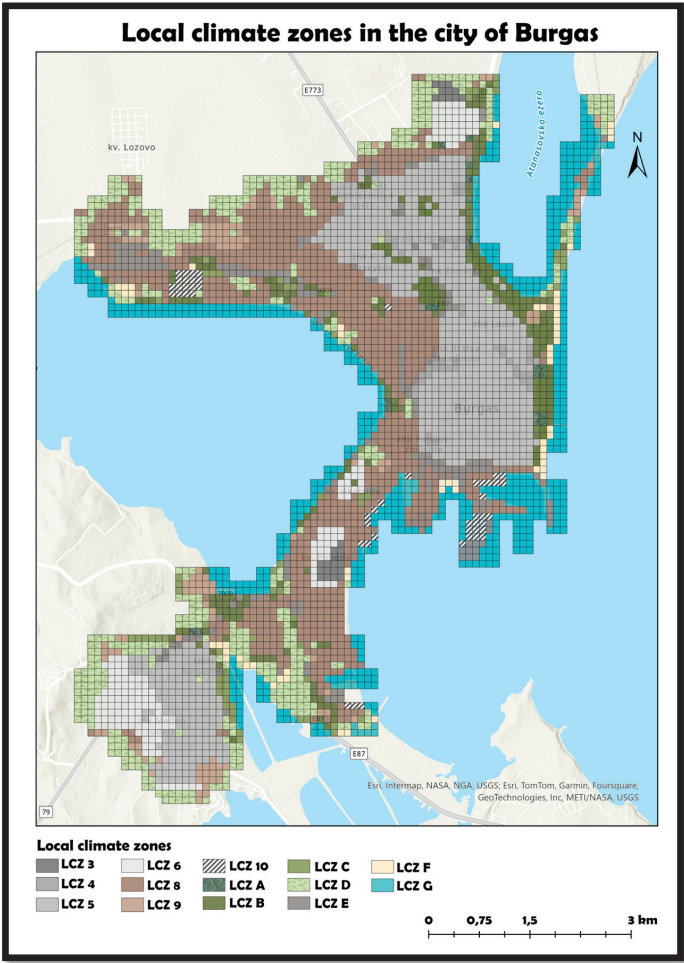 Local climate zones in the city of Burgas
E773
kv. Lozovo
Atanasovsko ezero
N
Burgas
E87
79
Esri, Intermap, NASA, NGA, USGS; Esri, TomTom, Garmin, Foursquare,
GeoTechnologies, Inc, METI/NASA, USGS
Local climate zones
LCZ 3
LCZ 6
LCZ 10
LCZ C
LCZ F
LCZ 4
LCZ 8
LCZ A
LCZ D
LCZ G
LCZ 5
LCZ 9
LCZ B
LCZ E
0 0,75 1,5 3 km